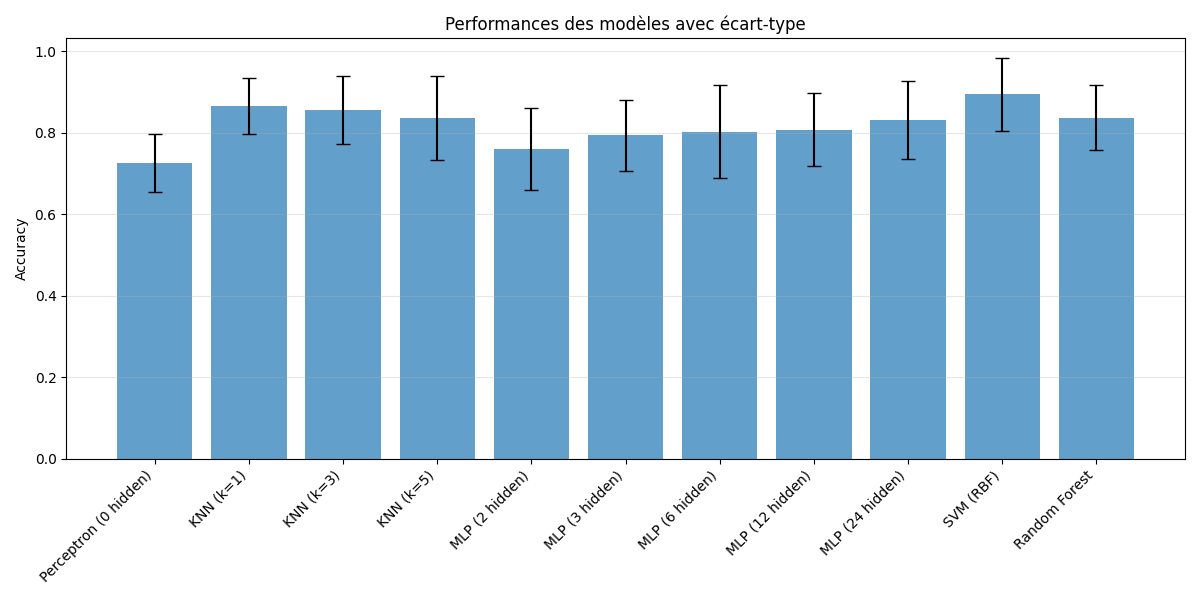 Performances des modèles avec écart-type
Accuracy
1.0
0.8
0.6
0.4
0.2
0.0
Perceptron (0 hidden)
KNN (k=1)
KNN (k=3)
KNN (k=5)
MLP (2 hidden)
MLP (3 hidden)
MLP (6 hidden)
MLP (12 hidden)
MLP (24 hidden)
SVM (RBF)
Random Forest